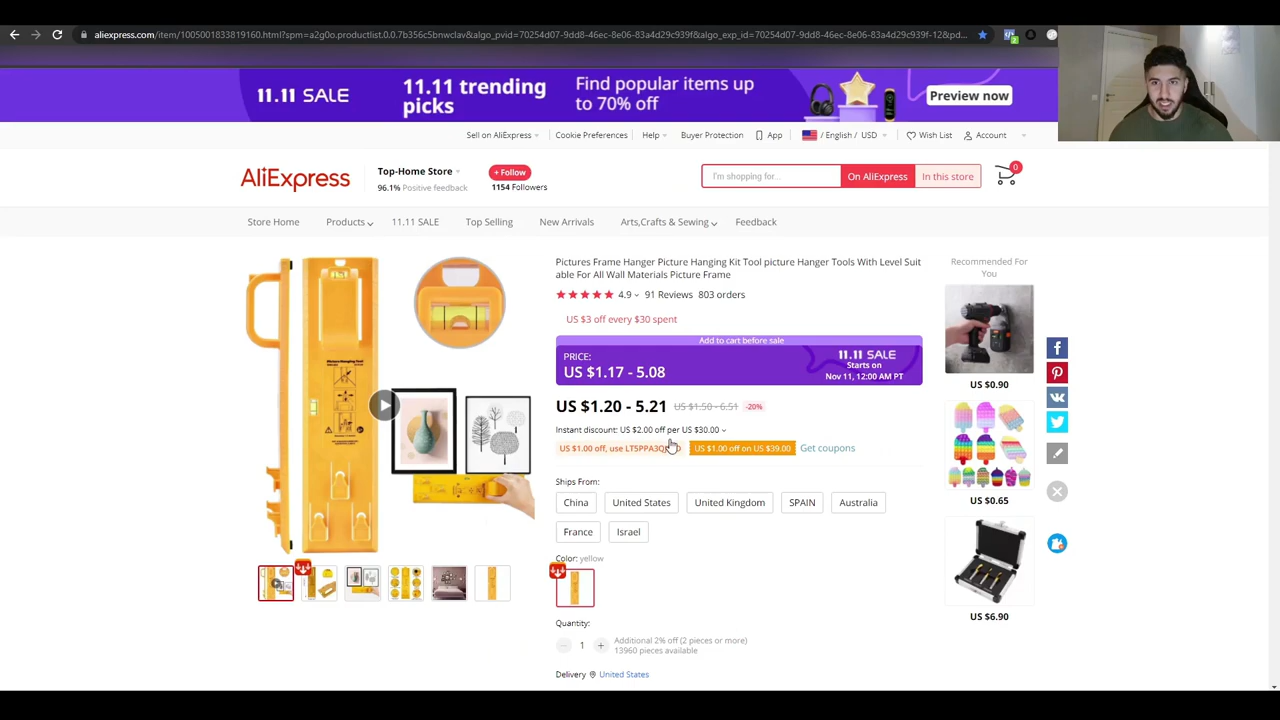 aliexpress.com/item/1005001833819160.html?spm=a2g0o.productlist.0.0.7b356c5bnwclav&algo_pvid=70254d07-9dd8-46ec-8e06-83a4d29c939f&algo_exp_id=70254d07-9dd8-46ec-8e06-83a4d29c939f-12&pd...
11.11 SALE
11.11 trending
picks
Find popular items up
to 70% off
Preview now
Sell on AliExpress
Cookie Preferences
Help
Buyer Protection
App
/ English / USD
Wish List
Account
AliExpress
Top-Home Store
96.1% Positive feedback
+ Follow
1154 Followers
I'm shopping for...
On AliExpress
In this store
0
Store Home
Products
11.11 SALE
Top Selling
New Arrivals
Arts,Crafts & Sewing
Feedback
Pictures Frame Hanger Picture Hanging Kit Tool picture Hanger Tools With Level Suit
able For All Wall Materials Picture Frame
4.9
91 Reviews
803 orders
US $3 off every $30 spent
Add to cart before sale
PRICE:
US $1.17 - 5.08
11.11 SALE
Starts on
Nov 11, 12:00 AM PT
US $1.20 - 5.21
US $1.50 - 6.51
-20%
Instant discount: US $2.00 off per US $30.00
US $1.00 off, use
US $1.00 off on US $39.00
Get coupons
Ships From:
China
United States
United Kingdom
SPAIN
Australia
France
Israel
Color: yellow
Quantity:
1
Additional 2% off (2 pieces or more)
13960 pieces available
Delivery
United States
Recommended For
You
US $0.90
US $0.65
US $6.90
Picture Hanging Tool